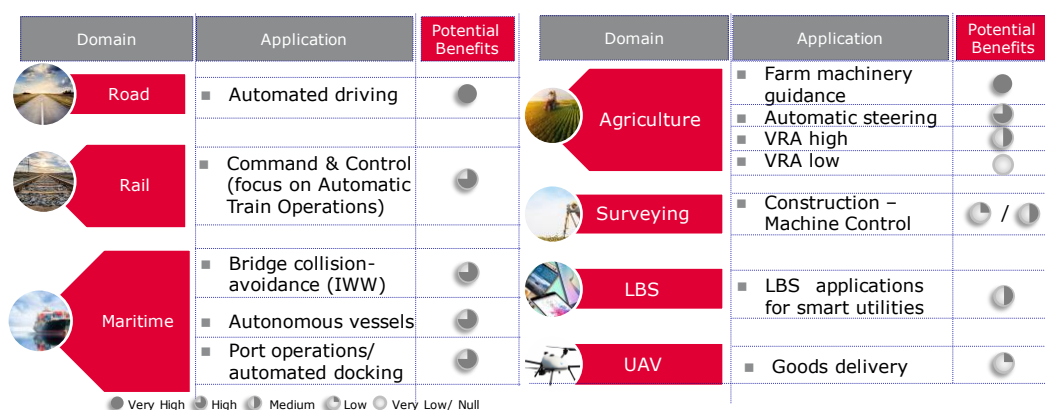 Domain
Application
Potential
Benefits
Road
■ Automated driving
Rail
■ Command & Control
(focus on Automatic
Train Operations)
Maritime
■ Bridge collision-
avoidance (IWW)
■ Autonomous vessels
■ Port operations/
automated docking
Very High High Medium Low Very Low/ Null
Domain
Application
Potential
Benefits
Agriculture
■ Farm machinery
guidance
■ Automatic steering
■ VRA high
■ VRA low
Surveying
■ Construction –
Machine Control
/
LBS
■ LBS applications
for smart utilities
UAV
■ Goods delivery